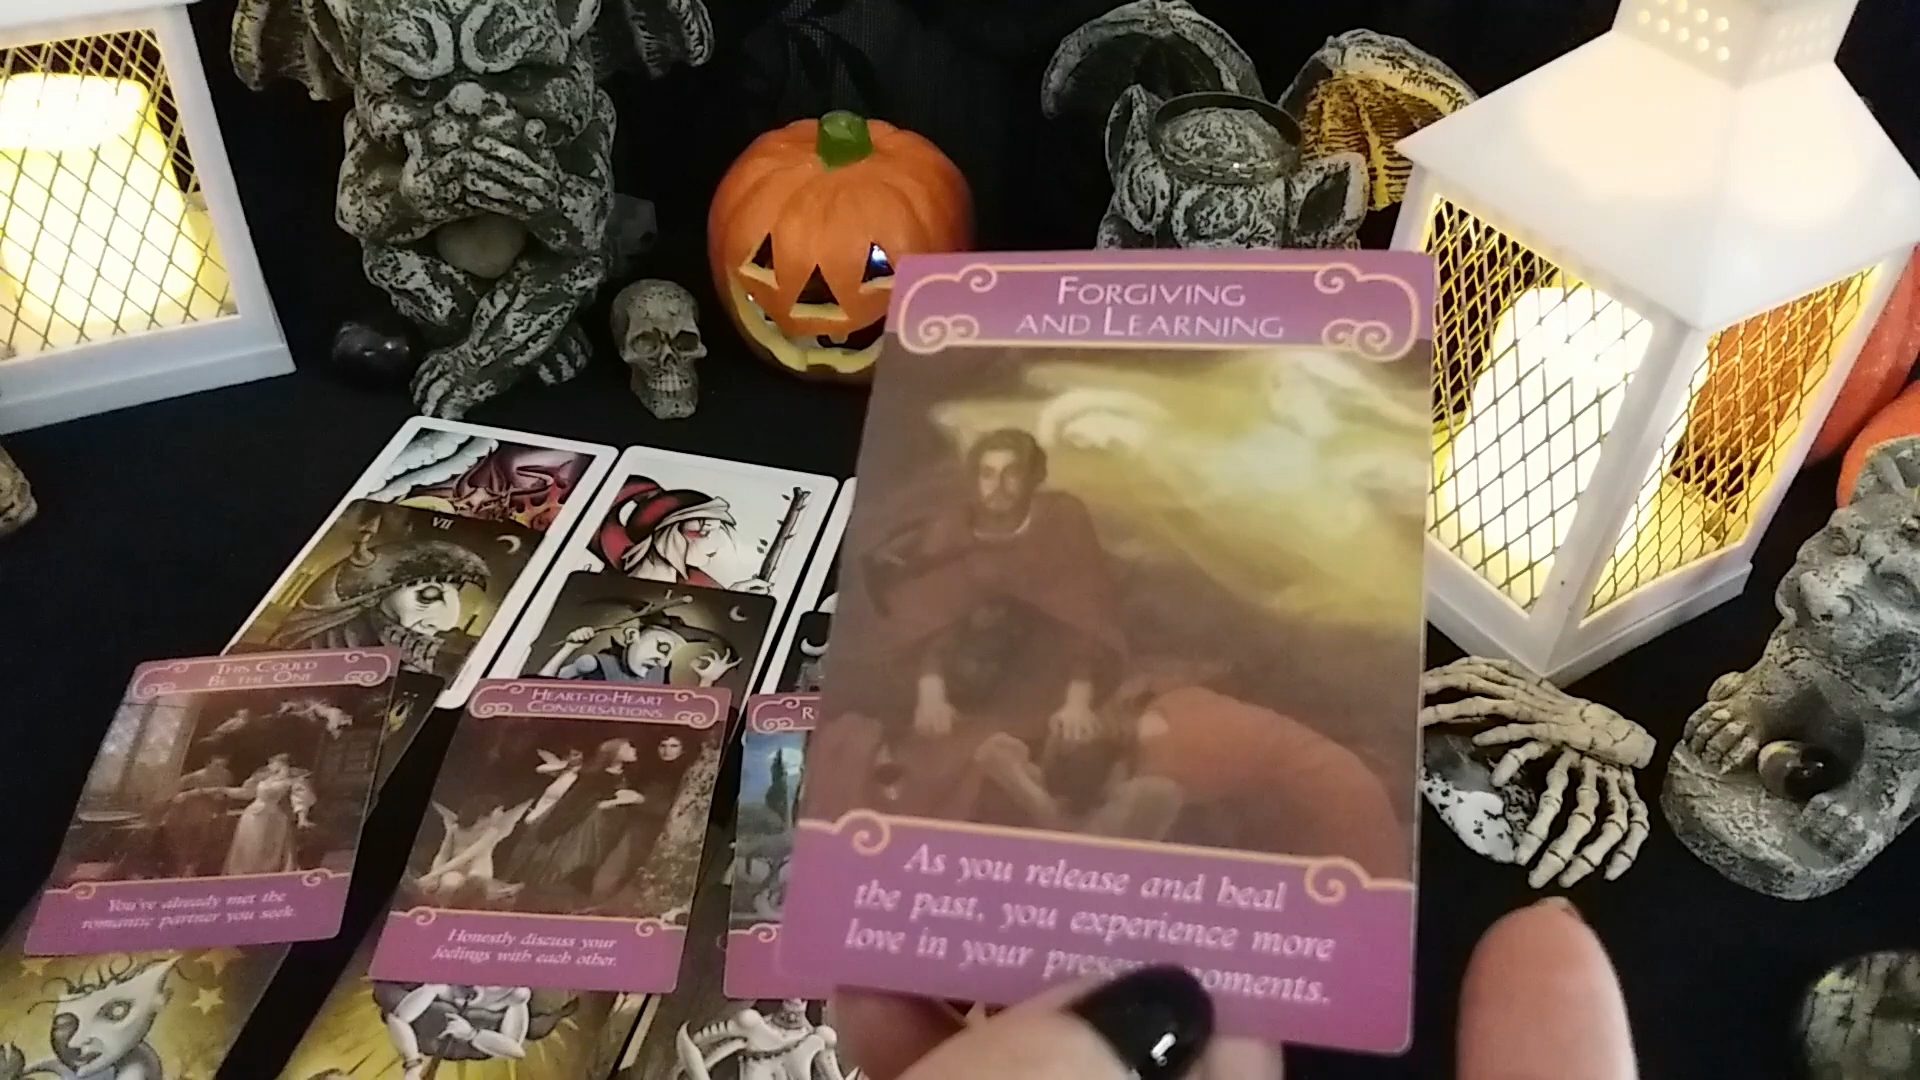 FORGIVING
AND LEARNING
As you release and heal
the past, you experience more
love in your present moments.
VII
I
THIS COULD
BE THE ONE
You've already met the
romantic partner you seek.
HEART-TO-HEART
CONVERSATIONS
Honestly discuss your
feelings with each other.
R